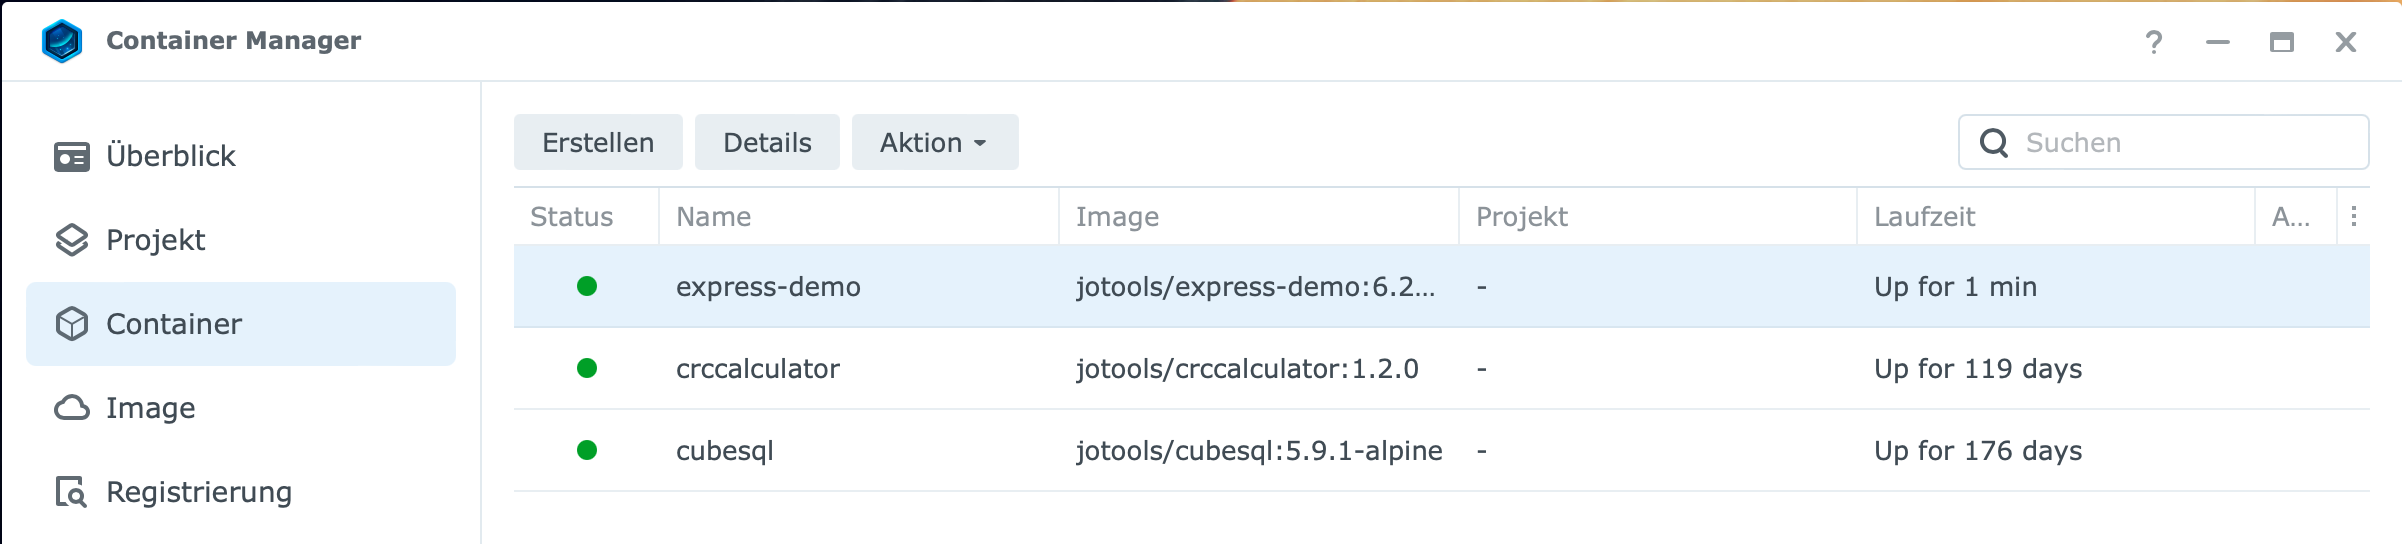 Container Manager
Überblick
Projekt
Container
Image
Registrierung
Erstellen Details Aktion Suchen
Status Name Image Projekt Laufzeit A...
express-demo jotools/express-demo:6.2... - Up for 1 min
crccalculator jotools/crccalculator:1.2.0 - Up for 119 days
cubesql jotools/cubesql:5.9.1-alpine - Up for 176 days